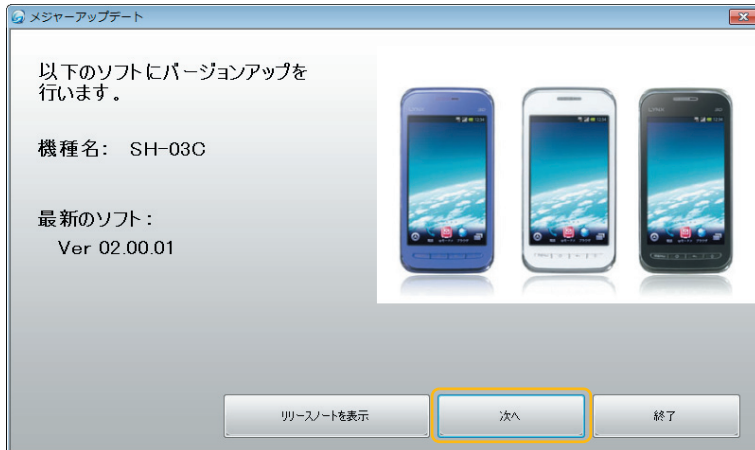 メジャーアップデート
以下のソフトにバージョンアップを
行います。
機種名: SH-03C
最新のソフト:
Ver 02.00.01
リリースノートを表示
次へ
終了